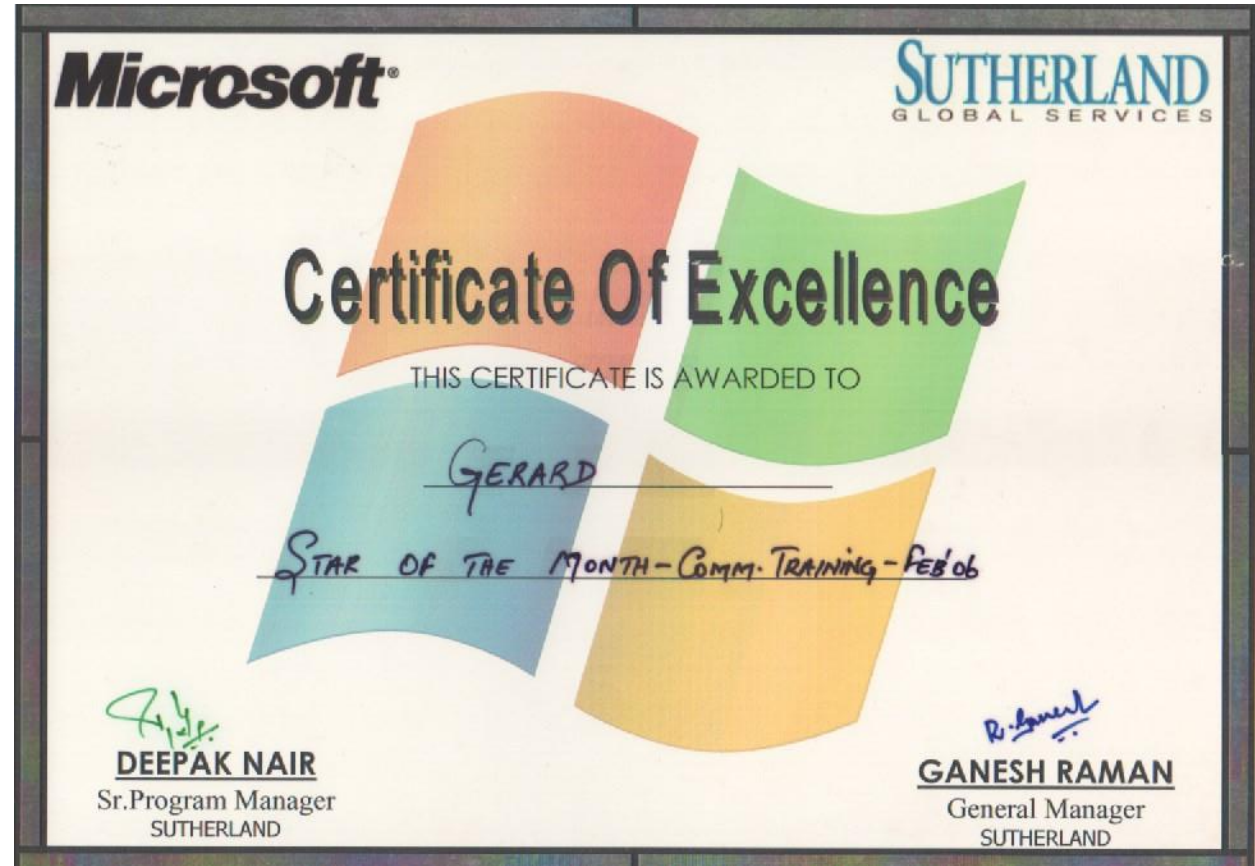 Microsoft®
SUTHERLAND
GLOBAL SERVICES
Certificate Of Excellence
THIS CERTIFICATE IS AWARDED TO
GERARD
STAR OF THE MONTH - COMM. TRAINING - FEB'06
DEEPAK NAIR
Sr.Program Manager
SUTHERLAND
R. Ganesh
GANESH RAMAN
General Manager
SUTHERLAND